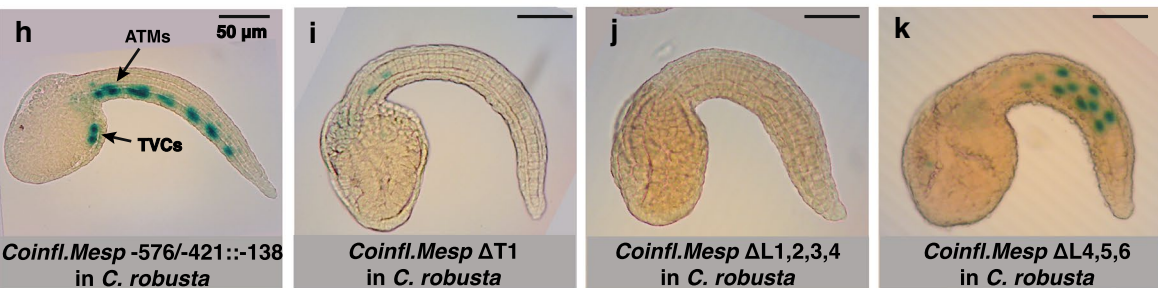 h
ATMs
50 µm
TVCs
Coinfl.Mesp -576/-421::-138
in C. robusta
i
Coinfl.Mesp ΔT1
in C. robusta
j
Coinfl.Mesp ΔL1,2,3,4
in C. robusta
k
Coinfl.Mesp ΔL4,5,6
in C. robusta